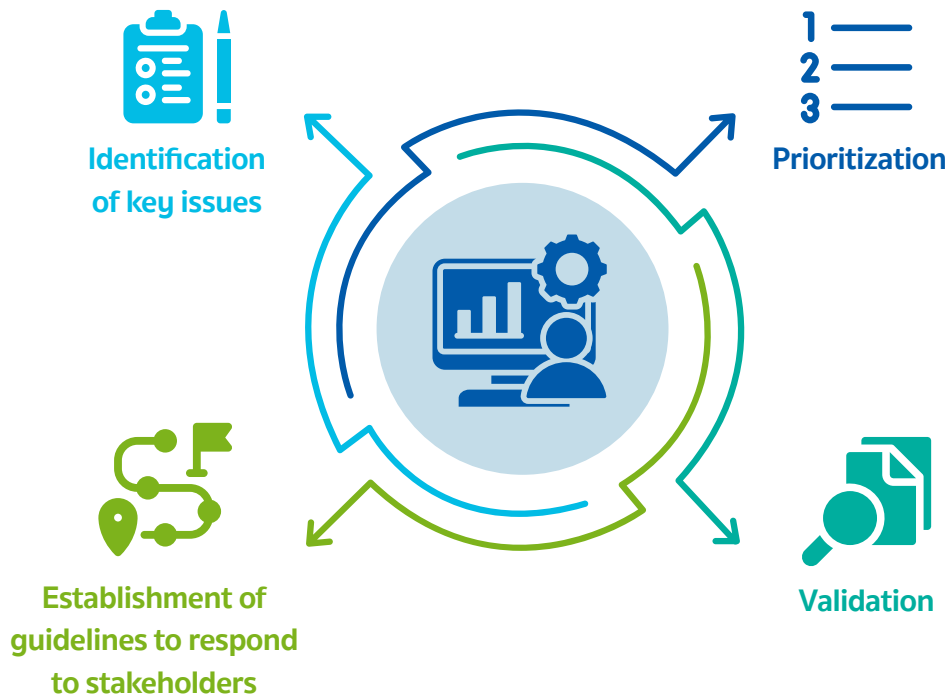 Identification
of key issues
1
2
3
Prioritization
Establishment of
guidelines to respond
to stakeholders
Validation